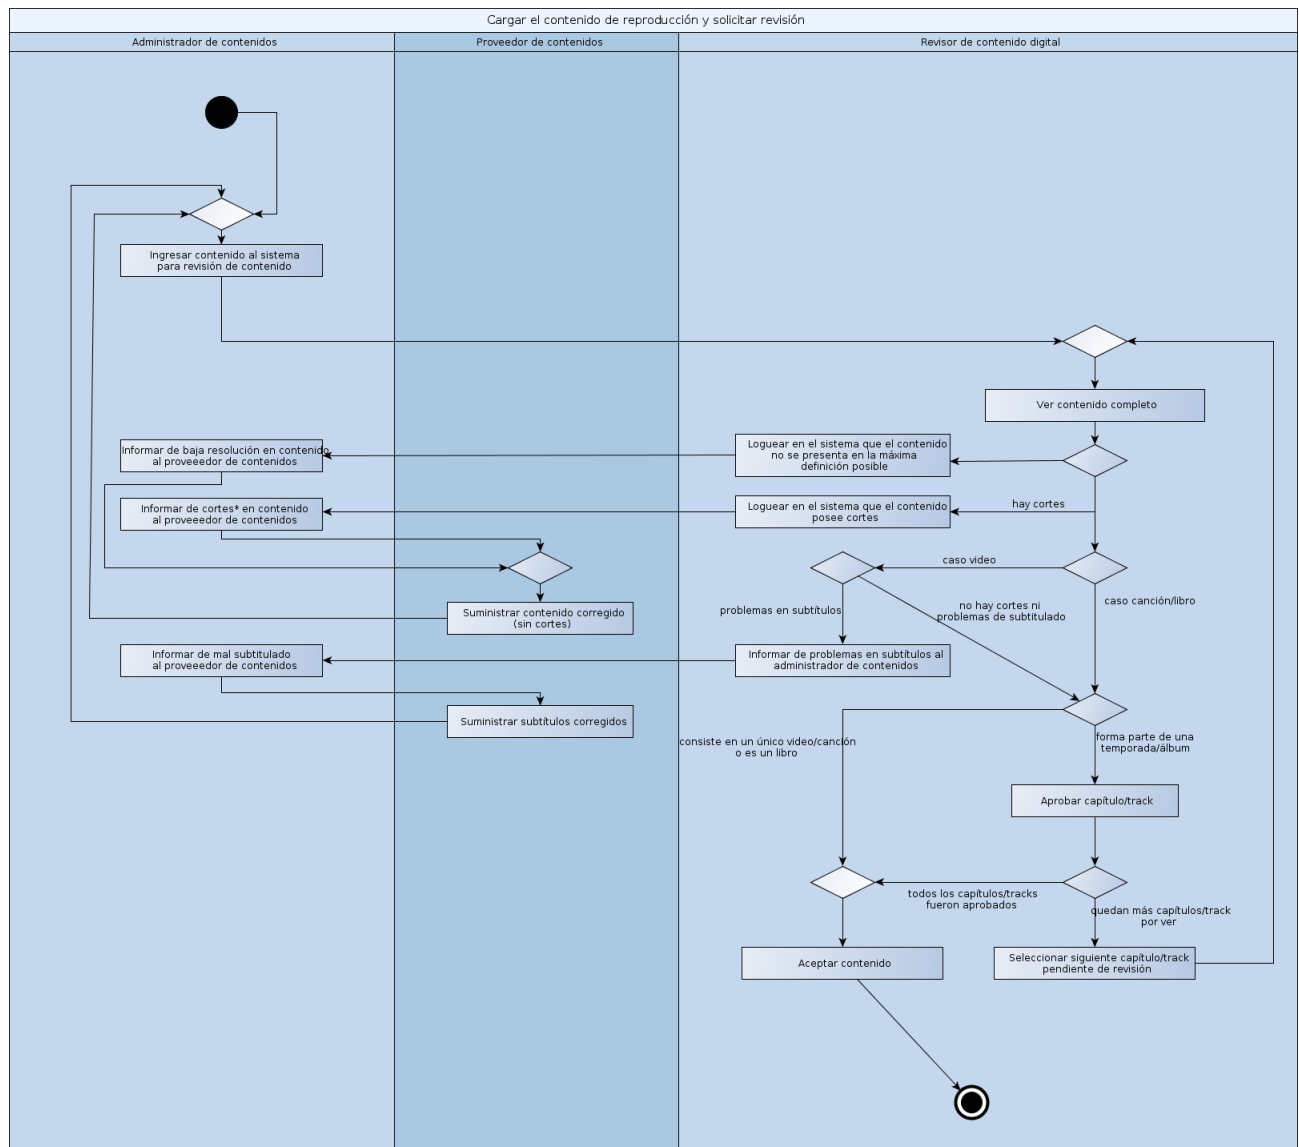 Cargar el contenido de reproducción y solicitar revisión
Administrador de contenidos
Proveedor de contenidos
Revisor de contenido digital
Ingresar contenido al sistema
para revisión de contenido
Ver contenido completo
Loguear en el sistema que el contenido
no se presenta en la máxima
definición posible
Informar de baja resolución en contenido
al proveeedor de contenidos
hay cortes
Loguear en el sistema que el contenido
posee cortes
Informar de cortes* en contenido
al proveeedor de contenidos
caso video
caso canción/libro
problemas en subtítulos
no hay cortes ni
problemas de subtitulado
Suministrar contenido corregido
(sin cortes)
Informar de problemas en subtítulos al
administrador de contenidos
Informar de mal subtitulado
al proveeedor de contenidos
Suministrar subtítulos corregidos
consiste en un único video/canción
o es un libro
forma parte de una
temporada/álbum
Aprobar capítulo/track
todos los capítulos/tracks
fueron aprobados
quedan más capítulos/track
por ver
Aceptar contenido
Seleccionar siguiente capítulo/track
pendiente de revisión